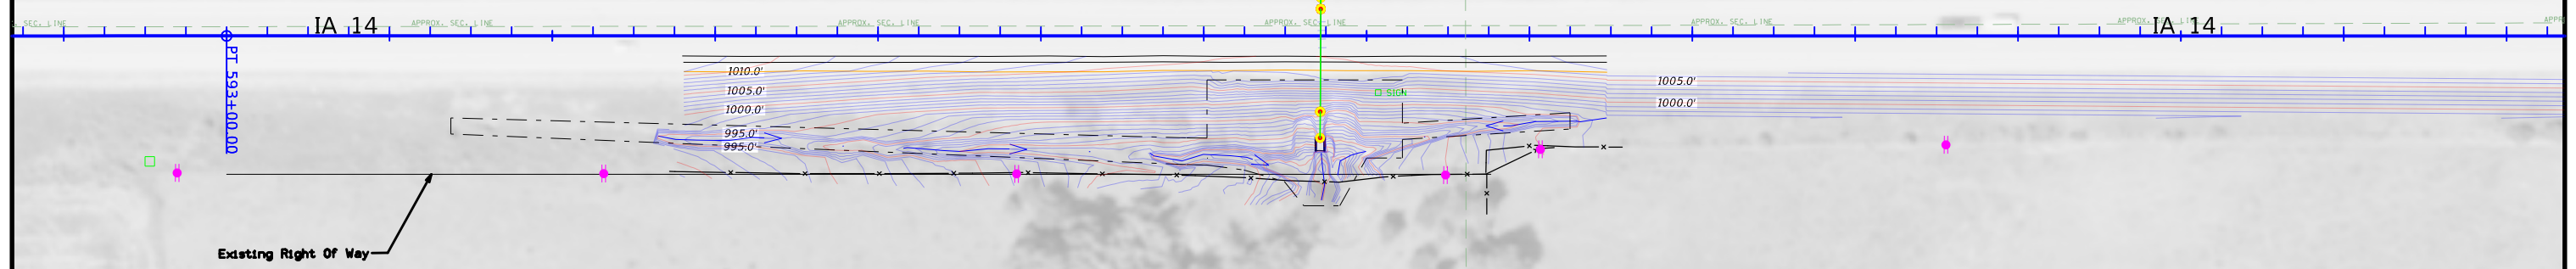 SEC. LINE
APPROX. SEC. LINE
APPROX. SEC. LINE
APPROX. SEC. LINE
APPROX. SEC. LINE
APPROX. SEC. LINE
IA 14
IA 14
PT 593+00.00
1010.0'
1005.0'
1000.0'
995.0'
995.0'
SIGN
1005.0'
1000.0'
Existing Right Of Way